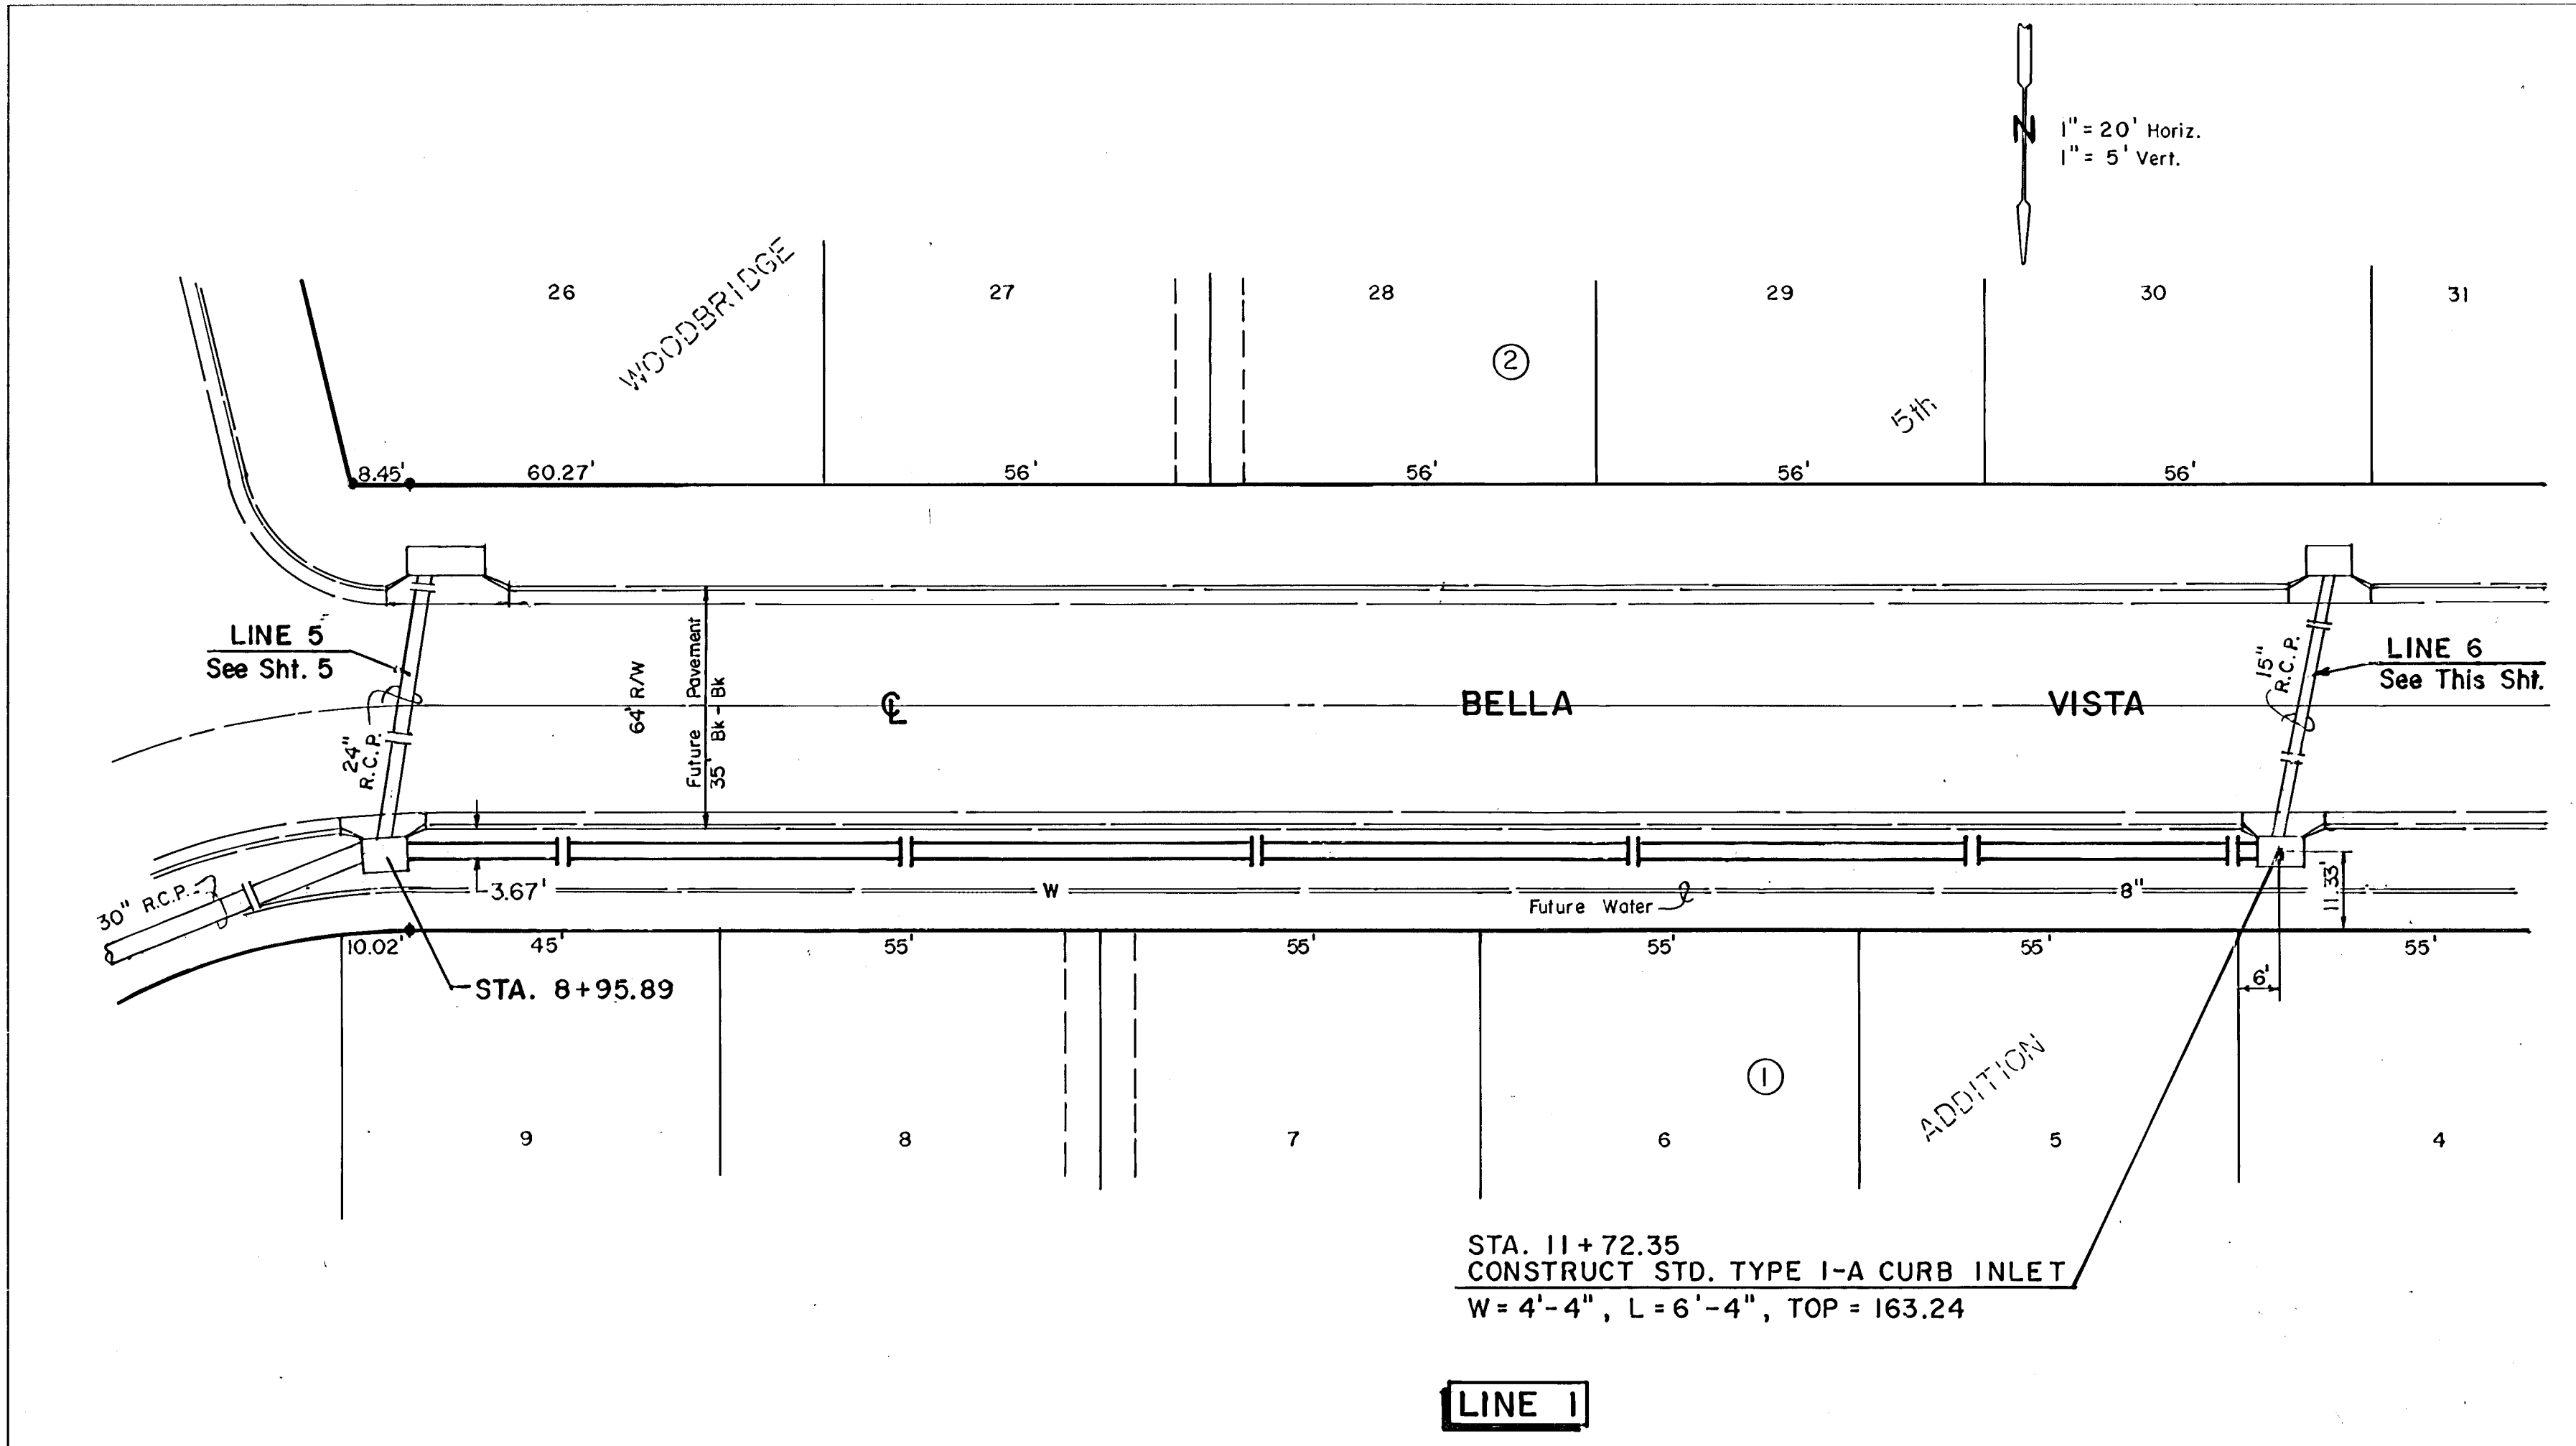 N
1" = 20' Horiz.
1" = 5' Vert.
26
WOODBRIDGE
27
28
29
30
31
2
5th
8.45'
60.27'
56'
56'
56'
56'
LINE 5
See Sht. 5
24"
R.C.P.
64' R/W
Future Pavement
35' Bk - Bk
℄
BELLA VISTA
15"
R.C.P.
LINE 6
See This Sht.
30" R.C.P.
3.67'
W
Future Water
8"
11.33'
10.02'
45'
55'
55'
55'
55'
55'
6'
STA. 8+95.89
9
8
7
6
5
4
1
ADDITION
STA. 11+72.35
CONSTRUCT STD. TYPE I-A CURB INLET
W = 4'-4", L = 6'-4", TOP = 163.24
LINE 1